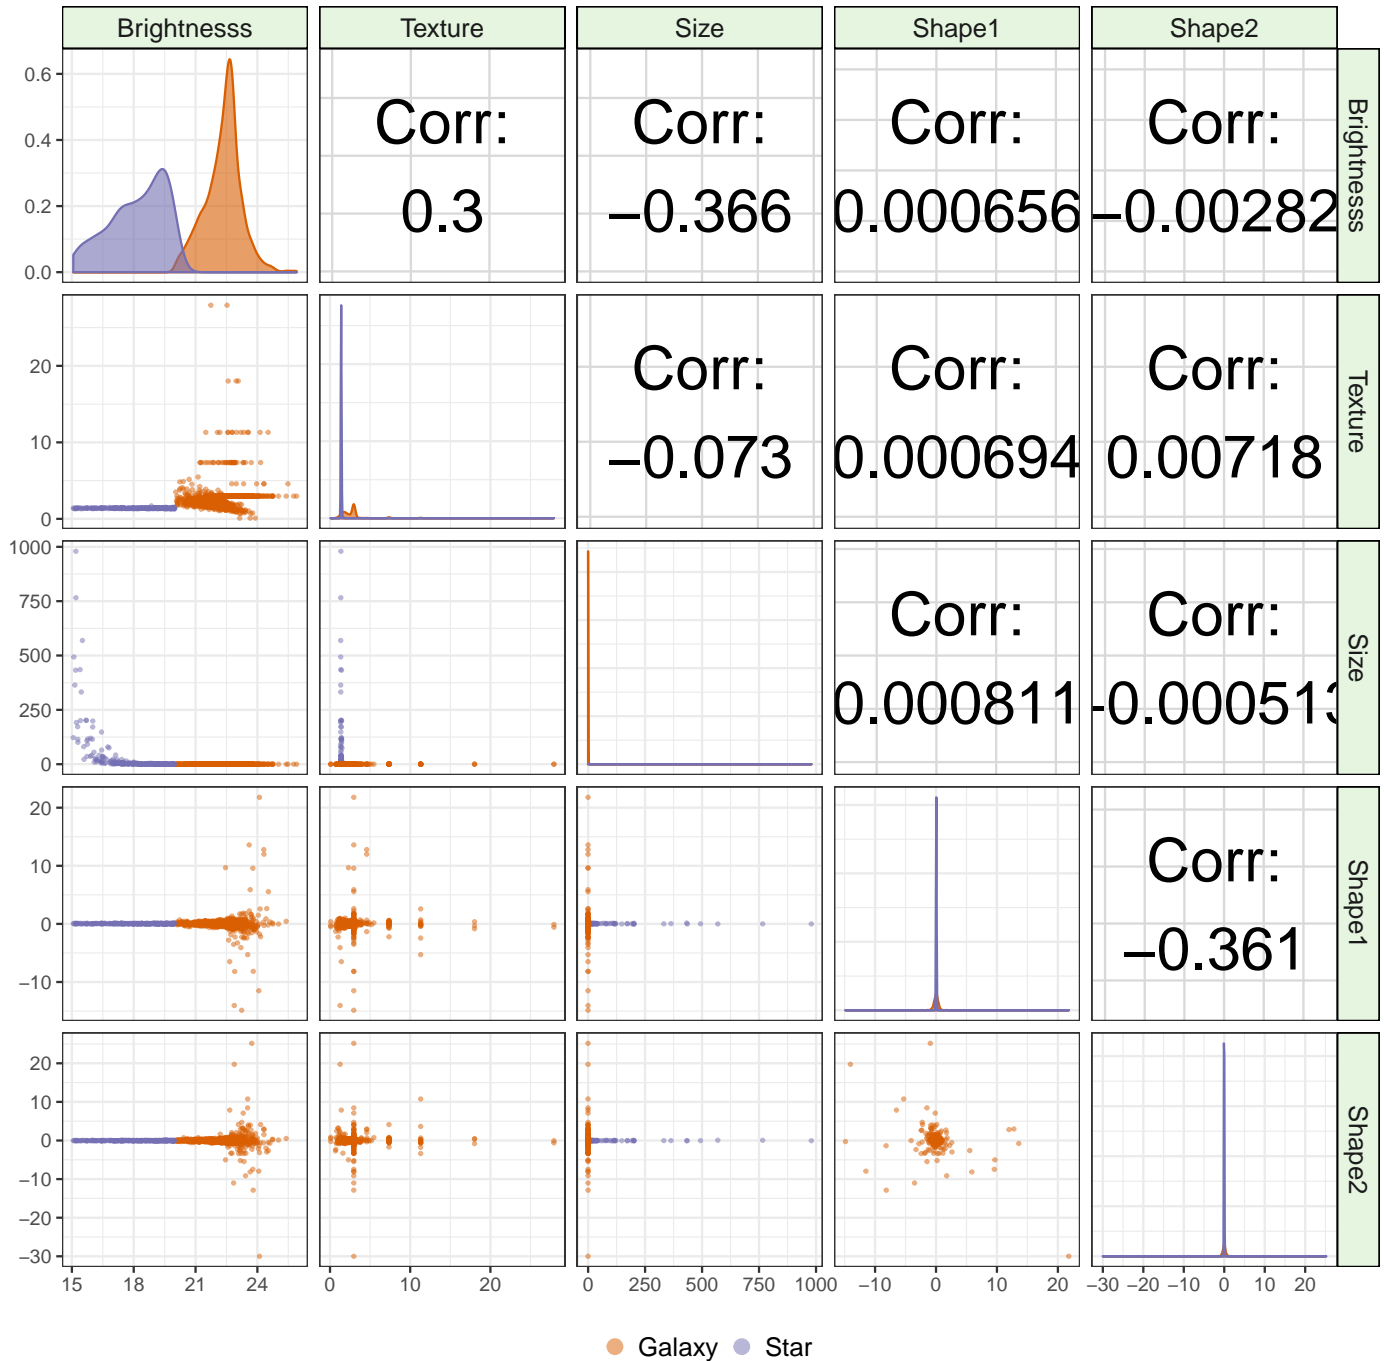 Brightnesss Texture Size Shape1 Shape2
0.6
0.4
0.2
0.0
Corr:
0.3
Corr:
−0.366
Corr:
0.000656
Corr:
−0.00282
Brightnesss
20
10
0
Corr:
−0.073
Corr:
0.000694
Corr:
0.00718
Texture
1000
750
500
250
0
Corr:
0.000811
Corr:
-0.000513
Size
20
10
0
−10
Corr:
−0.361
Shape1
20
10
0
−10
−20
−30
Shape2
15 18 21 24 0 10 20 0 250 500 750 1000 −10 0 10 20 −30 −20 −10 0 10 20
Galaxy Star